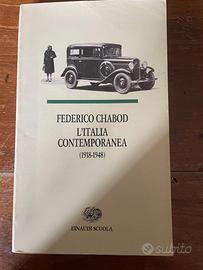 FEDERICO CHABOD
L'ITALIA
CONTEMPORANEA
(1918-1948)
EINAUDI SCUOLA
subito